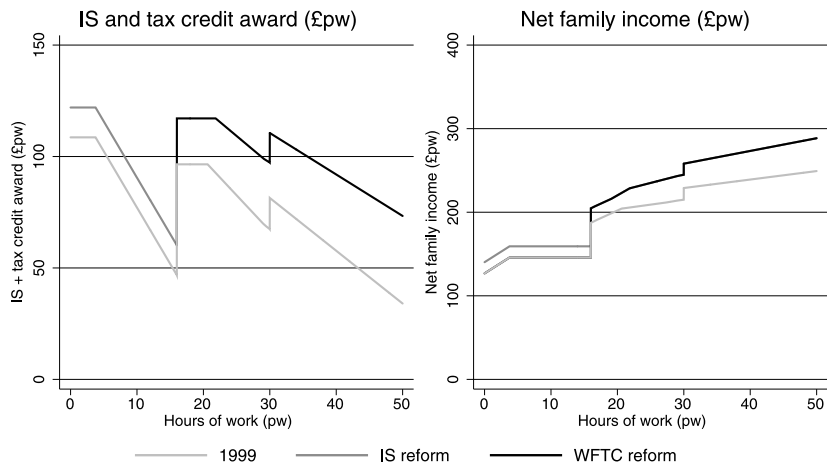 IS and tax credit award (£pw)
IS + tax credit award (£pw)
150
100
50
0
0 10 20 30 40 50
Hours of work (pw)
Net family income (£pw)
Net family income (£pw)
400
300
200
100
0
0 10 20 30 40 50
Hours of work (pw)
1999 IS reform WFTC reform